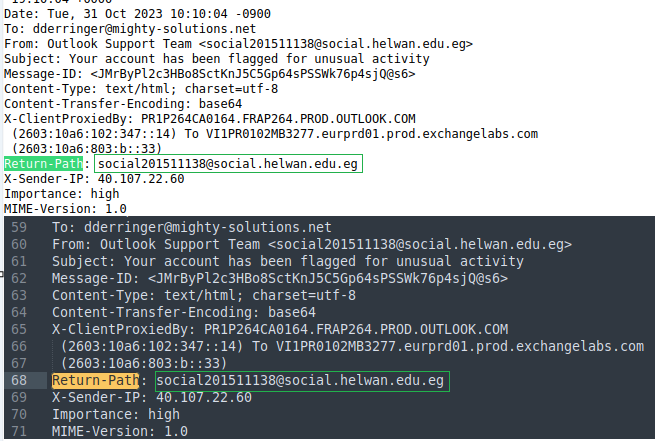 Date: Tue, 31 Oct 2023 10:10:04 -0900
To: dderringer@mighty-solutions.net
From: Outlook Support Team <social201511138@social.helwan.edu.eg>
Subject: Your account has been flagged for unusual activity
Message-ID: <JMrByPl2c3HBo8SctKnJ5C5Gp64sPSSWk76p4sjQ@s6>
Content-Type: text/html; charset=utf-8
Content-Transfer-Encoding: base64
X-ClientProxiedBy: PR1P264CA0164.FRAP264.PROD.OUTLOOK.COM
(2603:10a6:102:347::14) To VI1PR0102MB3277.eurprd01.prod.exchangelabs.com
(2603:10a6:803:b::33)
Return-Path: social201511138@social.helwan.edu.eg
X-Sender-IP: 40.107.22.60
Importance: high
MIME-Version: 1.0
59 To: dderringer@mighty-solutions.net
60 From: Outlook Support Team <social201511138@social.helwan.edu.eg>
61 Subject: Your account has been flagged for unusual activity
62 Message-ID: <JMrByPl2c3HBo8SctKnJ5C5Gp64sPSSWk76p4sjQ@s6>
63 Content-Type: text/html; charset=utf-8
64 Content-Transfer-Encoding: base64
65 X-ClientProxiedBy: PR1P264CA0164.FRAP264.PROD.OUTLOOK.COM
66 (2603:10a6:102:347::14) To VI1PR0102MB3277.eurprd01.prod.exchangelabs.com
67 (2603:10a6:803:b::33)
68 Return-Path: social201511138@social.helwan.edu.eg
69 X-Sender-IP: 40.107.22.60
70 Importance: high
71 MIME-Version: 1.0